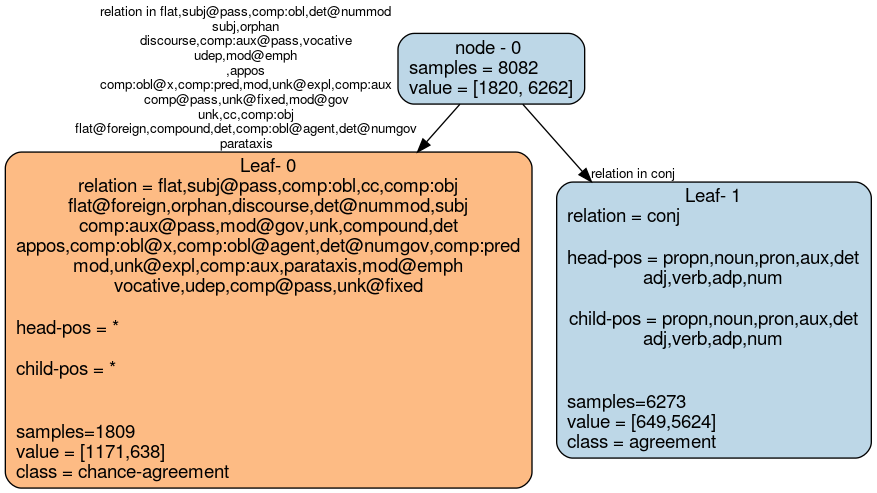 relation in flat,subj@pass,comp:obl,det@nummod
subj,orphan
discourse,comp:aux@pass,vocative
udep,mod@emph
,appos
comp:obl@x,comp:pred,mod,unk@expl,comp:aux
comp@pass,unk@fixed,mod@gov
unk,cc,comp:obj
flat@foreign,compound,det,comp:obl@agent,det@numgov
parataxis
node - 0
samples = 8082
value = [1820, 6262]
relation in conj
Leaf- 0
relation = flat,subj@pass,comp:obl,cc,comp:obj
flat@foreign,orphan,discourse,det@nummod,subj
comp:aux@pass,mod@gov,unk,compound,det
appos,comp:obl@x,comp:obl@agent,det@numgov,comp:pred
mod,unk@expl,comp:aux,parataxis,mod@emph
vocative,udep,comp@pass,unk@fixed
head-pos = *
child-pos = *
samples=1809
value = [1171,638]
class = chance-agreement
Leaf- 1
relation = conj
head-pos = propn,noun,pron,aux,det
adj,verb,adp,num
child-pos = propn,noun,pron,aux,det
adj,verb,adp,num
samples=6273
value = [649,5624]
class = agreement